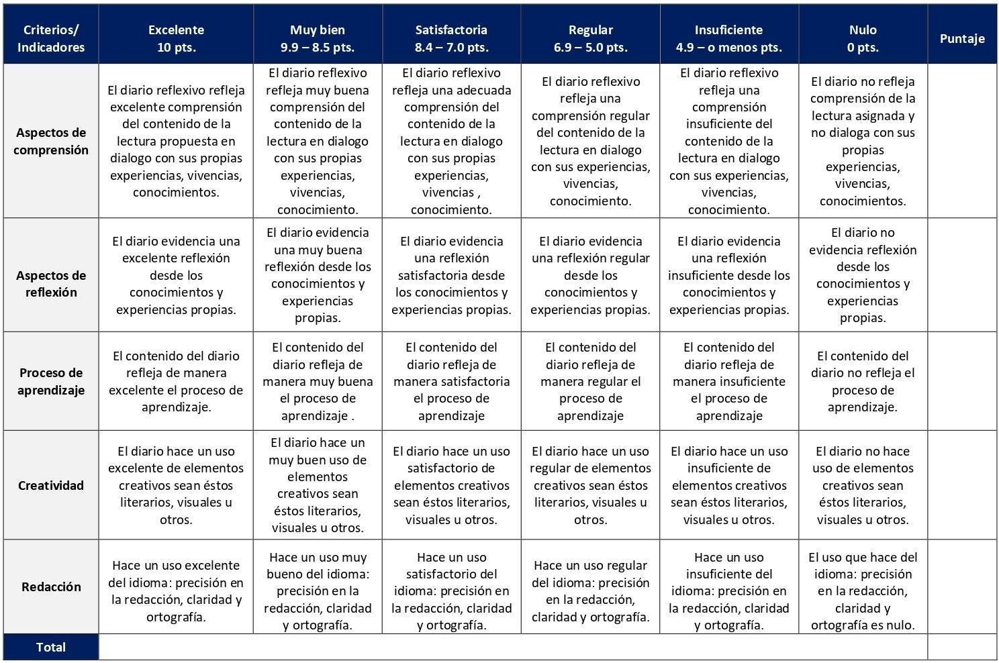 Criterios/
Indicadores
Excelente
10 pts.
Muy bien
9.9 – 8.5 pts.
Satisfactoria
8.4 – 7.0 pts.
Regular
6.9 – 5.0 pts.
Insuficiente
4.9 – o menos pts.
Nulo
0 pts.
Puntaje
Aspectos de
comprensión
El diario reflexivo refleja
excelente comprensión
del contenido de la
lectura propuesta en
dialogo con sus propias
experiencias, vivencias,
conocimientos.
El diario reflexivo
refleja muy buena
comprensión del
contenido de la
lectura en dialogo
con sus propias
experiencias,
vivencias,
conocimiento.
El diario reflexivo
refleja una adecuada
comprensión del
contenido de la
lectura en dialogo
con sus propias
experiencias,
vivencias ,
conocimiento.
El diario reflexivo
refleja una
comprensión regular
del contenido de la
lectura en dialogo
con sus experiencias,
vivencias,
conocimiento.
El diario reflexivo
refleja una
comprensión
insuficiente del
contenido de la
lectura en dialogo
con sus experiencias,
vivencias,
conocimiento.
El diario no refleja
comprensión de la
lectura asignada y
no dialoga con sus
propias
experiencias,
vivencias,
conocimientos.
Aspectos de
reflexión
El diario evidencia una
excelente reflexión
desde los
conocimientos y
experiencias propias.
El diario evidencia
una muy buena
reflexión desde los
conocimientos y
experiencias
propias.
El diario evidencia
una reflexión
satisfactoria desde
los conocimientos y
experiencias propias.
El diario evidencia
una reflexión regular
desde los
conocimientos y
experiencias propias.
El diario evidencia
una reflexión
insuficiente desde los
conocimientos y
experiencias propias.
El diario no
evidencia reflexión
desde los
conocimientos y
experiencias
propias.
Proceso de
aprendizaje
El contenido del diario
refleja de manera
excelente el proceso de
aprendizaje.
El contenido del
diario refleja de
manera muy buena
el proceso de
aprendizaje .
El contenido del
diario refleja de
manera satisfactoria
el proceso de
aprendizaje
El contenido del
diario refleja de
manera regular el
proceso de
aprendizaje
El contenido del
diario refleja de
manera insuficiente
el proceso de
aprendizaje
El contenido del
diario no refleja el
proceso de
aprendizaje.
Creatividad
El diario hace un uso
excelente de elementos
creativos sean éstos
literarios, visuales u
otros.
El diario hace un
muy buen uso de
elementos
creativos sean
éstos literarios,
visuales u otros.
El diario hace un uso
satisfactorio de
elementos creativos
sean éstos literarios,
visuales u otros.
El diario hace un uso
regular de elementos
creativos sean éstos
literarios, visuales u
otros.
El diario hace un uso
insuficiente de
elementos creativos
sean éstos literarios,
visuales u otros.
El diario no hace
uso de elementos
creativos sean
éstos literarios,
visuales u otros.
Redacción
Hace un uso excelente
del idioma: precisión en
la redacción, claridad y
ortografía.
Hace un uso muy
bueno del idioma:
precisión en la
redacción, claridad
y ortografía.
Hace un uso
satisfactorio del
idioma: precisión en
la redacción, claridad
y ortografía.
Hace un uso regular
del idioma: precisión
en la redacción,
claridad y ortografía.
Hace un uso
insuficiente del
idioma: precisión en
la redacción, claridad
y ortografía.
El uso que hace del
idioma: precisión
en la redacción,
claridad y
ortografía es nulo.
Total